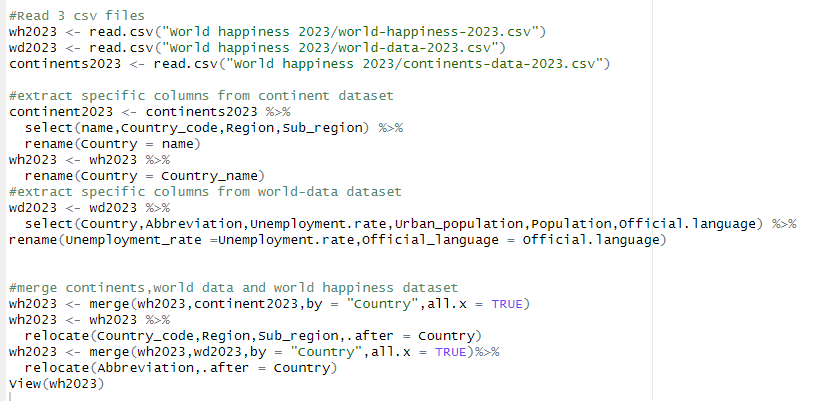 #Read 3 csv files
wh2023 <- read.csv("World happiness 2023/world-happiness-2023.csv")
wd2023 <- read.csv("World happiness 2023/world-data-2023.csv")
continents2023 <- read.csv("World happiness 2023/continents-data-2023.csv")
#extract specific columns from continent dataset
continent2023 <- continents2023 %>%
select(name,Country_code,Region,Sub_region) %>%
rename(Country = name)
wh2023 <- wh2023 %>%
rename(Country = Country_name)
#extract specific columns from world-data dataset
wd2023 <- wd2023 %>%
select(Country,Abbreviation,Unemployment.rate,Urban_population,Population,Official.language) %>%
rename(Unemployment_rate =Unemployment.rate,Official_language = Official.language)
#merge continents,world data and world happiness dataset
wh2023 <- merge(wh2023,continent2023,by = "Country",all.x = TRUE)
wh2023 <- wh2023 %>%
relocate(Country_code,Region,Sub_region,.after = Country)
wh2023 <- merge(wh2023,wd2023,by = "Country",all.x = TRUE)%>%
relocate(Abbreviation,.after = Country)
View(wh2023)